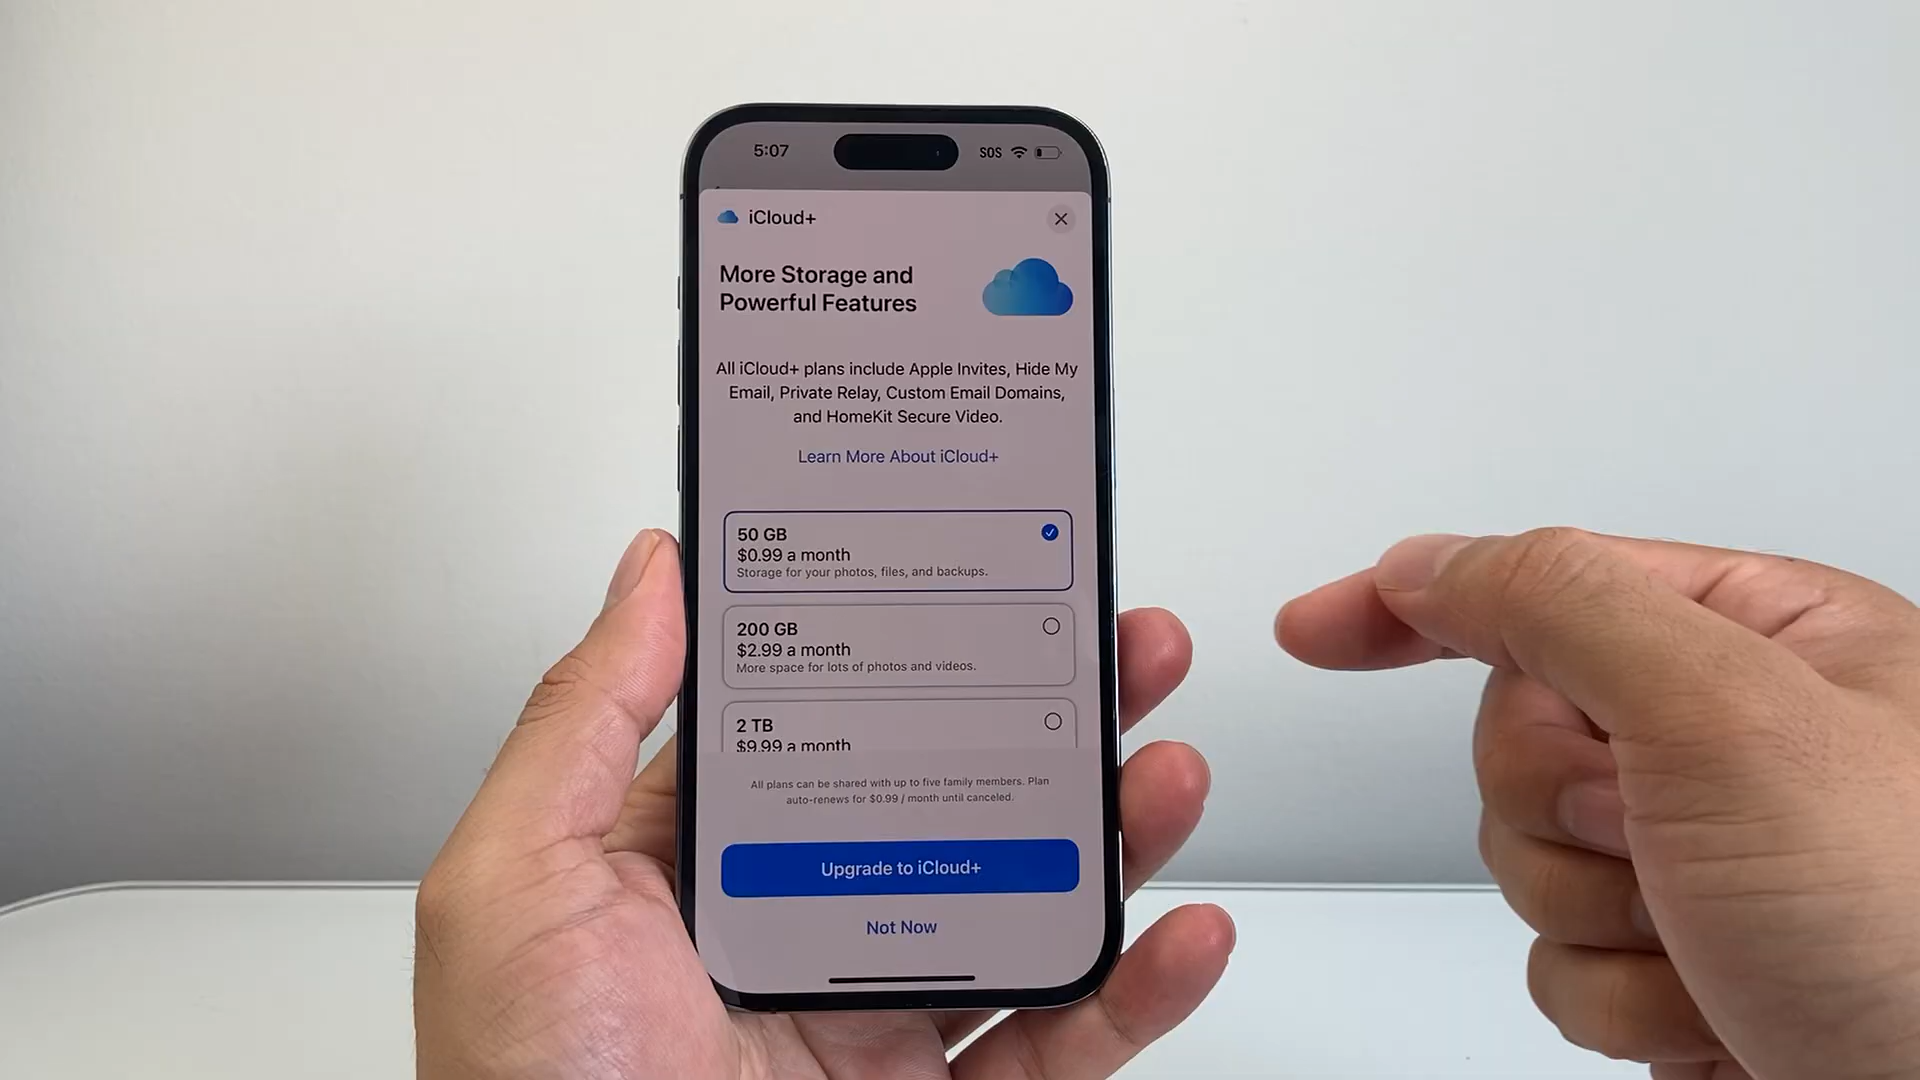 5:07
SOS
iCloud+
More Storage and
Powerful Features
All iCloud+ plans include Apple Invites, Hide My
Email, Private Relay, Custom Email Domains,
and HomeKit Secure Video.
Learn More About iCloud+
50 GB
$0.99 a month
Storage for your photos, files, and backups.
200 GB
$2.99 a month
More space for lots of photos and videos.
2 TB
$9.99 a month
All plans can be shared with up to five family members. Plan
auto-renews for $0.99 / month until canceled.
Upgrade to iCloud+
Not Now